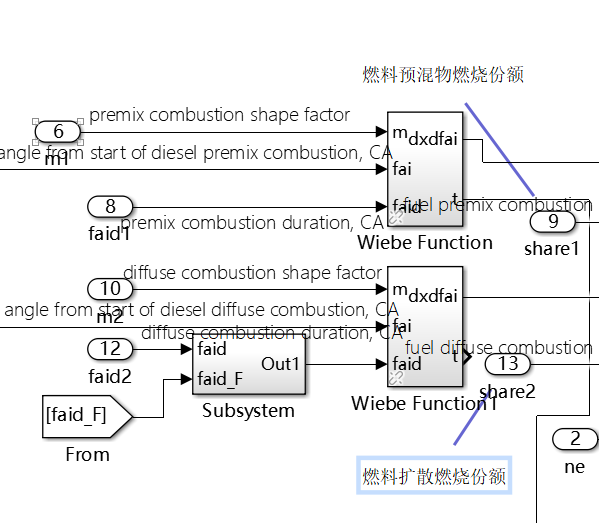 燃料预混物燃烧份额
premix combustion shape factor
6
m1
m
dxdfai
angle from start of diesel premix combustion, CA
fai
8
faid1
faid
t
fuel premix combustion
premix combustion duration, CA
9
share1
Wiebe Function
diffuse combustion shape factor
10
m2
m
dxdfai
angle from start of diesel diffuse combustion, CA
fai
diffuse combustion duration, CA
12
faid2
faid
Out1
faid
t
fuel diffuse combustion
13
share2
faid_F
Subsystem
Wiebe Function1
[faid_F]
From
2
ne
燃料扩散燃烧份额